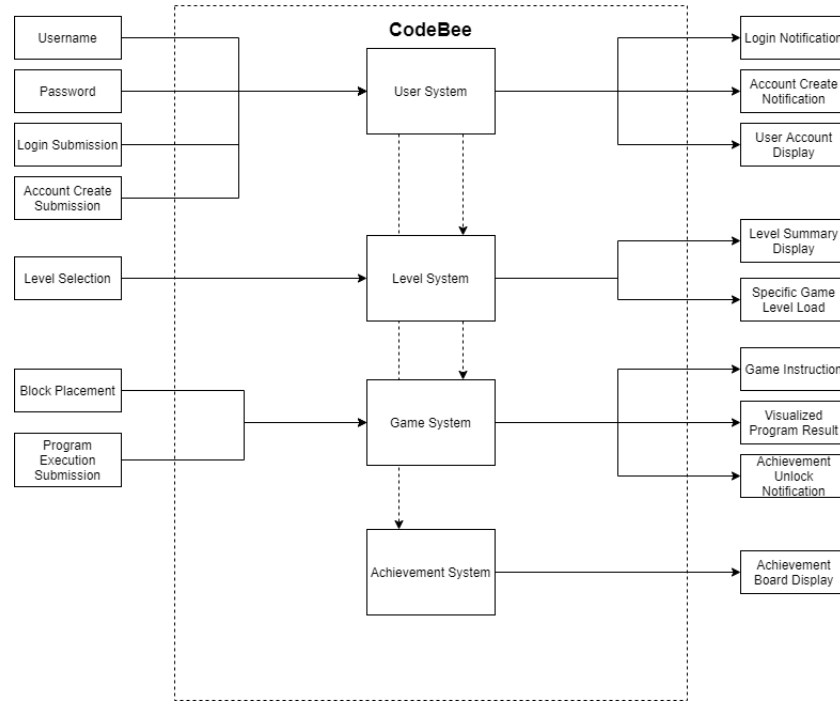 CodeBee
Username
Password
Login Submission
Account Create
Submission
Level Selection
Block Placement
Program
Execution
Submission
User System
Level System
Game System
Achievement System
Login Notification
Account Create
Notification
User Account
Display
Level Summary
Display
Specific Game
Level Load
Game Instruction
Visualized
Program Result
Achievement
Unlock
Notification
Achievement
Board Display